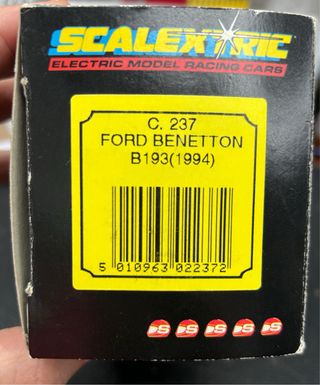 SCALEXTRIC
ELECTRIC MODEL RACING CARS
C. 237
FORD BENETTON
B193(1994)
5 010963 022372